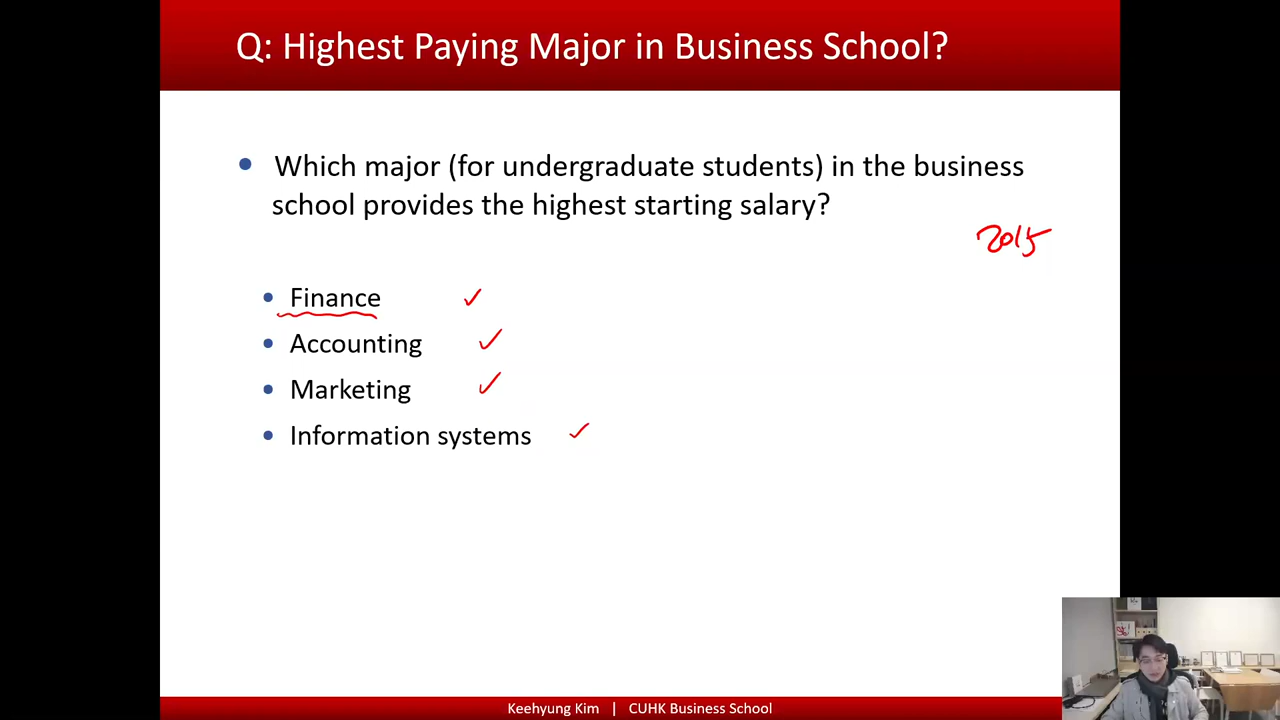 Q: Highest Paying Major in Business School?
• Which major (for undergraduate students) in the business
school provides the highest starting salary?
2015
• Finance ✓
• Accounting ✓
• Marketing ✓
• Information systems ✓
Keehyung Kim | CUHK Business School